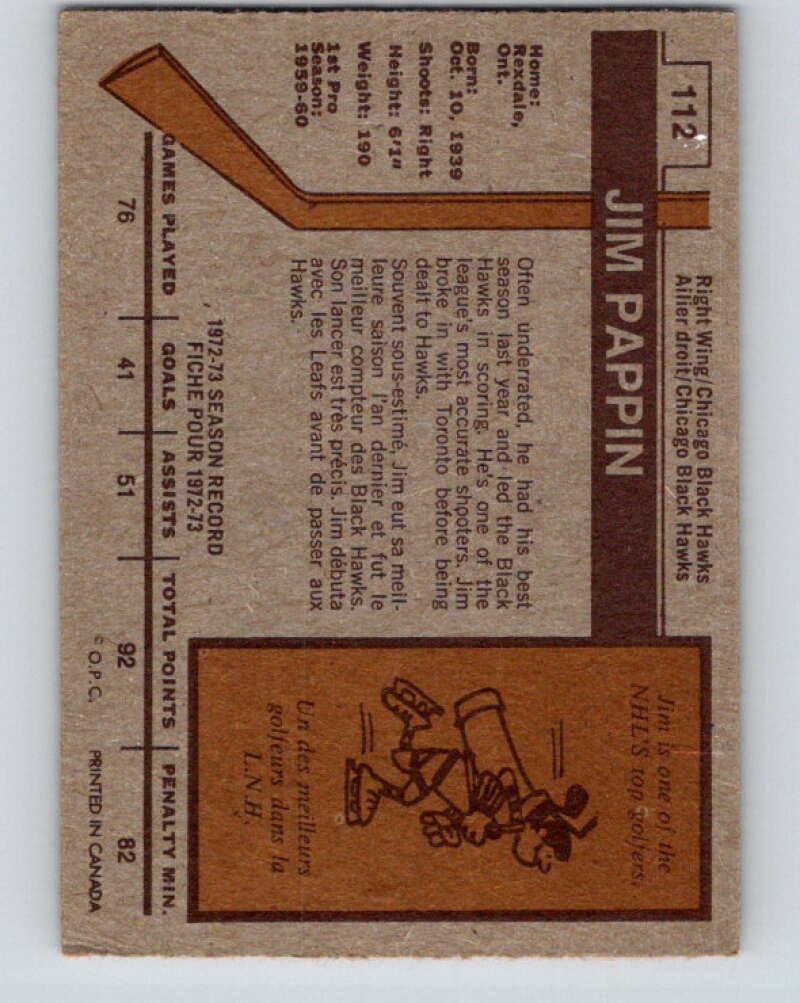 112
Right Wing/Chicago Black Hawks
Ailier droit/Chicago Black Hawks
JIM PAPPIN
Home:
Rexdale,
Ont.
Born:
Oct. 10, 1939
Shoots: Right
Height: 6'1"
Weight: 190
1st Pro
Season:
1959-60
Often underrated, he had his best
season last year and led the Black
Hawks in scoring. He's one of the
league's most accurate shooters. Jim
broke in with Toronto before being
dealt to Hawks.
Souvent sous-estimé, Jim eut sa meil-
leure saison l'an dernier et fut le
meilleur compteur des Black Hawks.
Son lancer est très précis. Jim débuta
avec les Leafs avant de passer aux
Hawks.
Jim is one of the
NHL'S top golfers.
Un des meilleurs
golfeurs dans la
L.N.H.
1972-73 SEASON RECORD
FICHE POUR 1972-73
GAMES PLAYED GOALS ASSISTS TOTAL POINTS PENALTY MIN.
76 41 51 92 82
© O.P.C. PRINTED IN CANADA